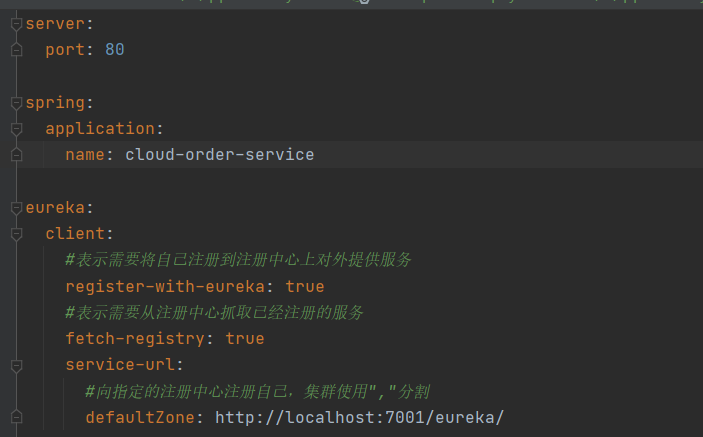 server:
  port: 80
spring:
  application:
    name: cloud-order-service
eureka:
  client:
    #表示需要将自己注册到注册中心上对外提供服务
    register-with-eureka: true
    #表示需要从注册中心抓取已经注册的服务
    fetch-registry: true
    service-url:
      #向指定的注册中心注册自己，集群使用","分割
      defaultZone: http://localhost:7001/eureka/